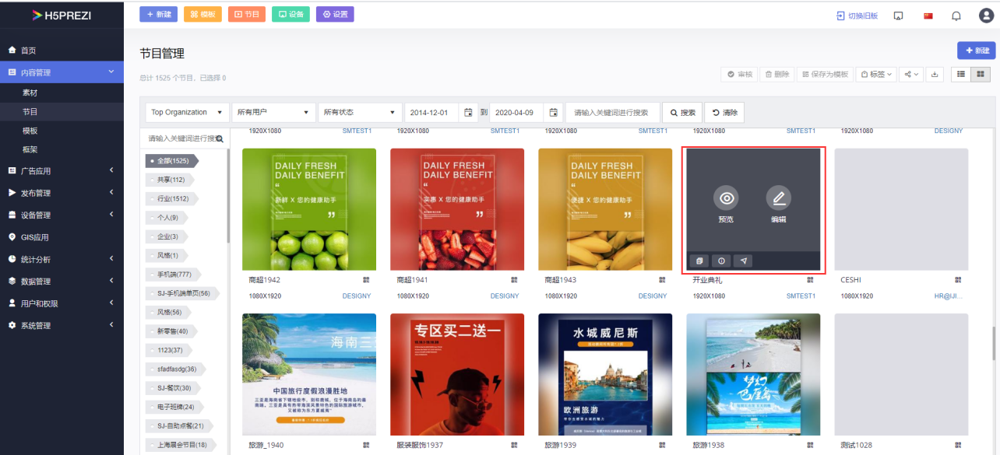 H5PREZI
+ 新建
模板
节目
设备
设置
切换旧版
首页
内容管理
素材
节目
模板
框架
广告应用
发布管理
设备管理
GIS应用
统计分析
数据管理
用户和权限
系统管理
节目管理
+ 新建
总计 1525 个节目，已选择 0
审核
删除
保存为模板
标签
Top Organization
所有用户
所有状态
2014-12-01
到
2020-04-09
请输入关键词进行搜索
搜索
清除
请输入关键词进行搜
全部(1525)
共享(112)
行业(1512)
个人(9)
企业(3)
风格(1)
手机端(777)
SJ-手机端单页(56)
风格(56)
新零售(40)
1123(37)
sfadfasdg(36)
SJ-餐饮(30)
电子班牌(24)
SJ-自助点餐(21)
上海展会节目(18)
1920X1080 SMTEST1
1920X1080 SMTEST1
1920X1080 SMTEST1
1920X1080 SMTEST1
1920X1080 DESIGNY
DAILY FRESH
DAILY BENEFIT
“
新鲜 X 您的健康助手
”
DAILY FRESH
DAILY BENEFIT
“
实惠 X 您的健康助手
”
DAILY FRESH
DAILY BENEFIT
“
便捷 X 您的健康助手
”
预览
编辑
商超1942
商超1941
商超1943
开业典礼
CESHI
1080X1920 DESIGNY
1080X1920 DESIGNY
1080X1920 DESIGNY
1920X1080 SMTEST1
1080X1920 HR@IJI...
海南三
中国旅行度假浪漫胜地
专区买二送一
水城威尼斯
欧洲旅游
带你去感受水城的魅力
梦幻
巴厘岛
旅游_1940
服装服饰1937
旅游1939
旅游1938
测试1028